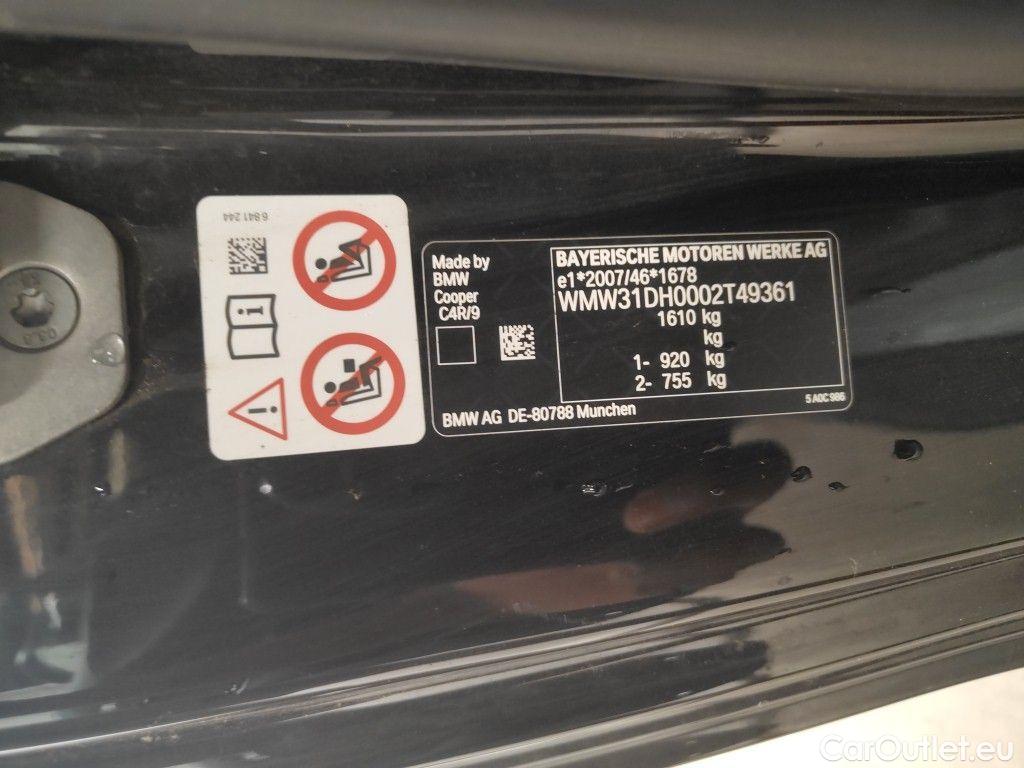 6 841 244
Made by
BMW
Cooper
C4R/9
BAYERISCHE MOTOREN WERKE AG
e1*2007/46*1678
WMW31DH0002T49361
1610 kg
kg
1- 920 kg
2- 755 kg
BMW AG DE-80788 Munchen
5 A0C 986
CarOutlet.eu